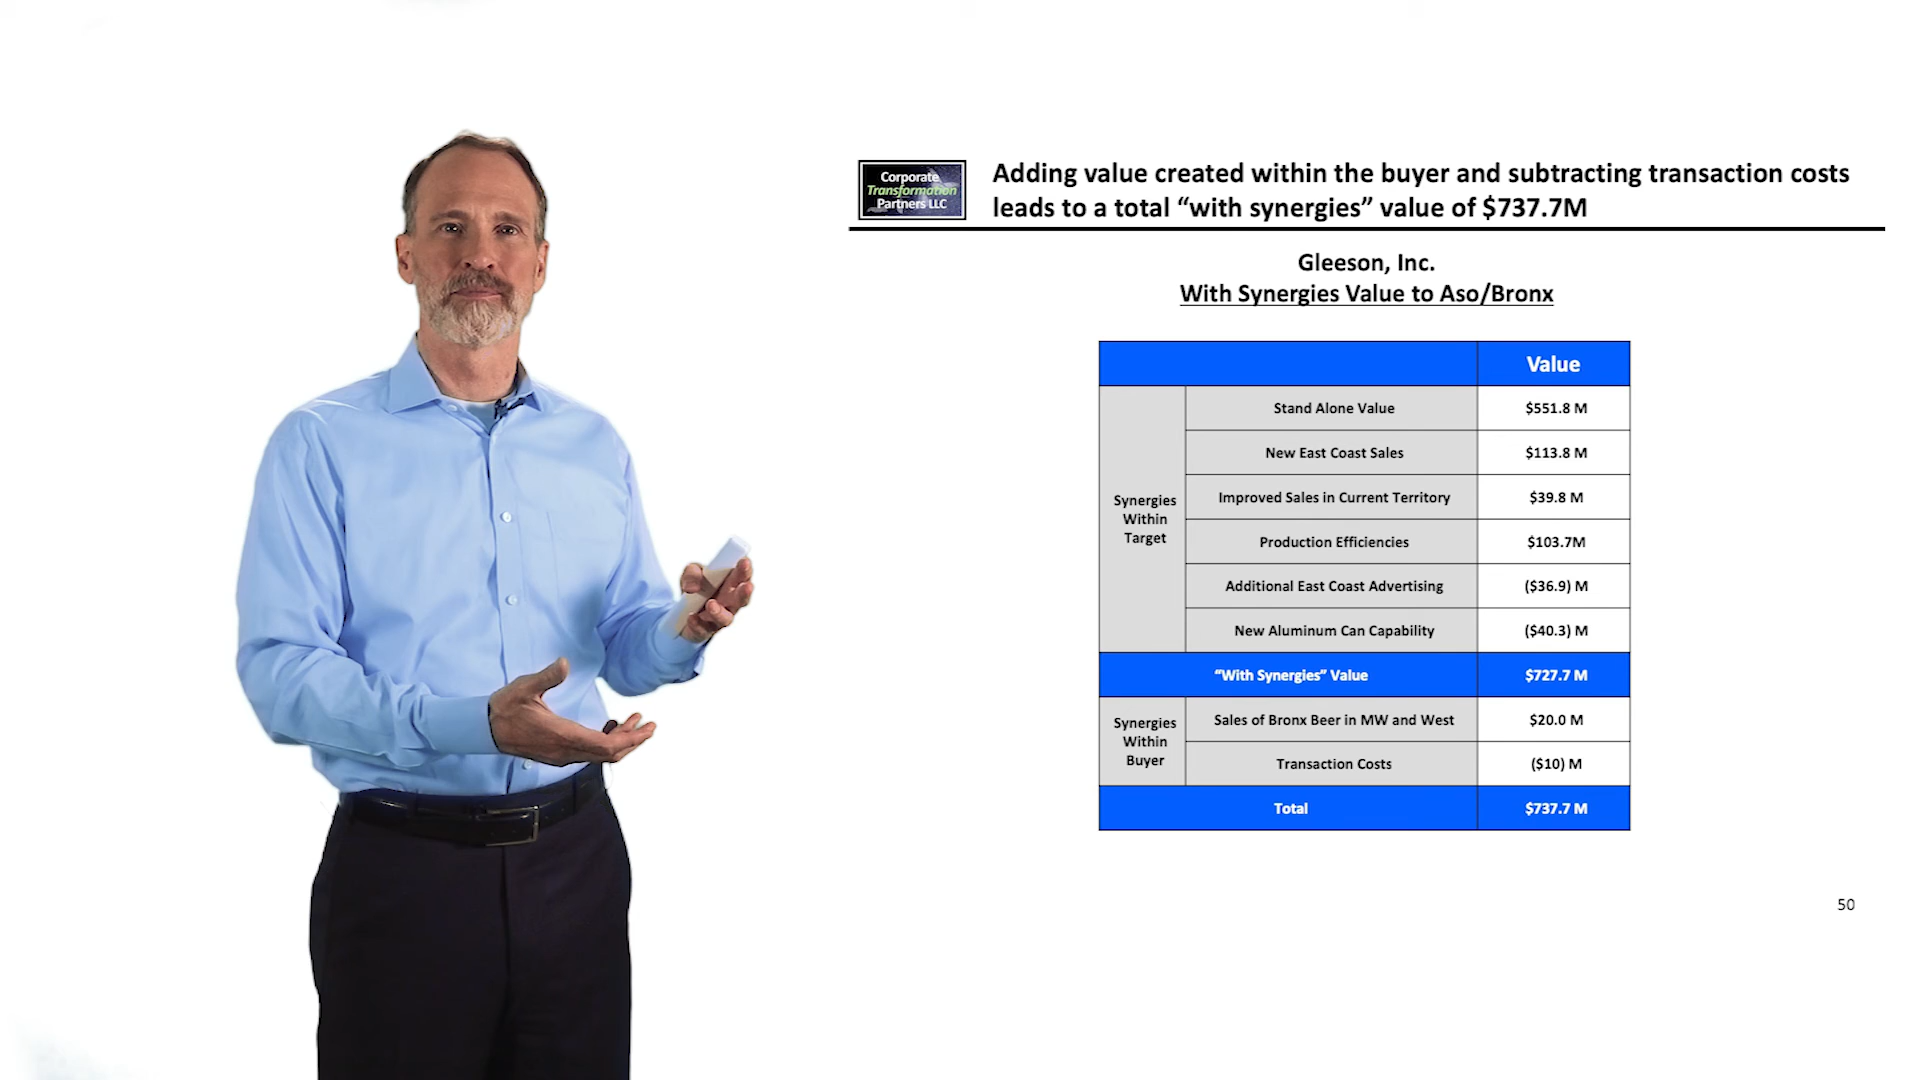 Corporate
Transformation
Partners LLC
Adding value created within the buyer and subtracting transaction costs
leads to a total “with synergies” value of $737.7M
Gleeson, Inc.
With Synergies Value to Aso/Bronx
Value
Synergies
Within
Target
Stand Alone Value $551.8 M
New East Coast Sales $113.8 M
Improved Sales in Current Territory $39.8 M
Production Efficiencies $103.7M
Additional East Coast Advertising ($36.9) M
New Aluminum Can Capability ($40.3) M
“With Synergies” Value $727.7 M
Synergies
Within
Buyer
Sales of Bronx Beer in MW and West $20.0 M
Transaction Costs ($10) M
Total $737.7 M
50